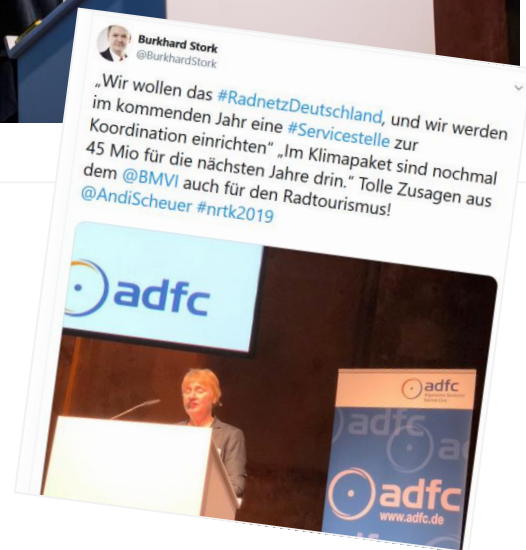 Burkhard Stork
@BurkhardStork
„Wir wollen das #RadnetzDeutschland, und wir werden
im kommenden Jahr eine #Servicestelle zur
Koordination einrichten“ „Im Klimapaket sind nochmal
45 Mio für die nächsten Jahre drin.“ Tolle Zusagen aus
dem @BMVI auch für den Radtourismus!
@AndiScheuer #nrtk2019
adfc
adfc
adfc
adfc
www.adfc.de